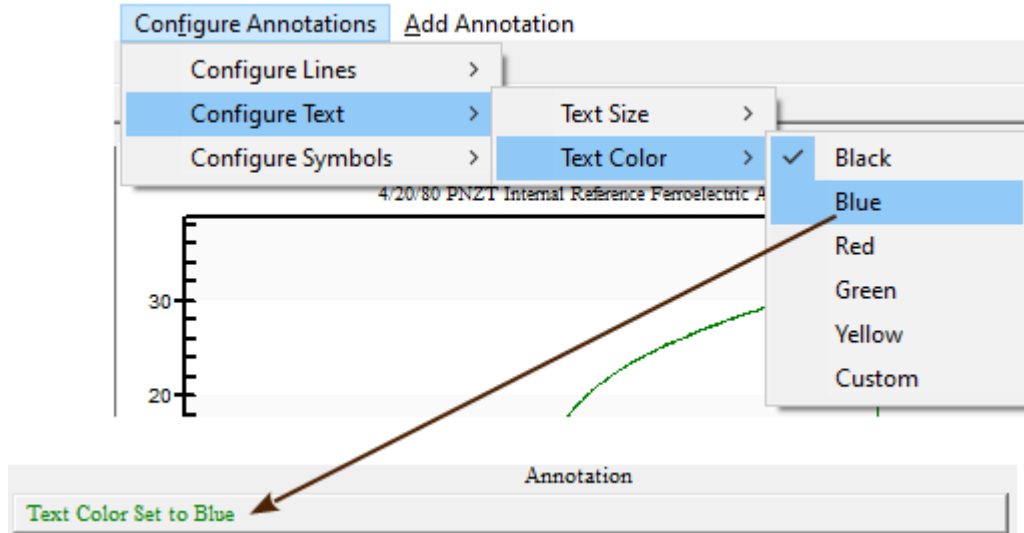 Configure Annotations Add Annotation
Configure Lines
Configure Text
Text Size
Configure Symbols
Text Color
Black
4/20/80 PNZT Internal Reference Ferroelectric A
Blue
Red
Green
30
Yellow
Custom
20
Annotation
Text Color Set to Blue